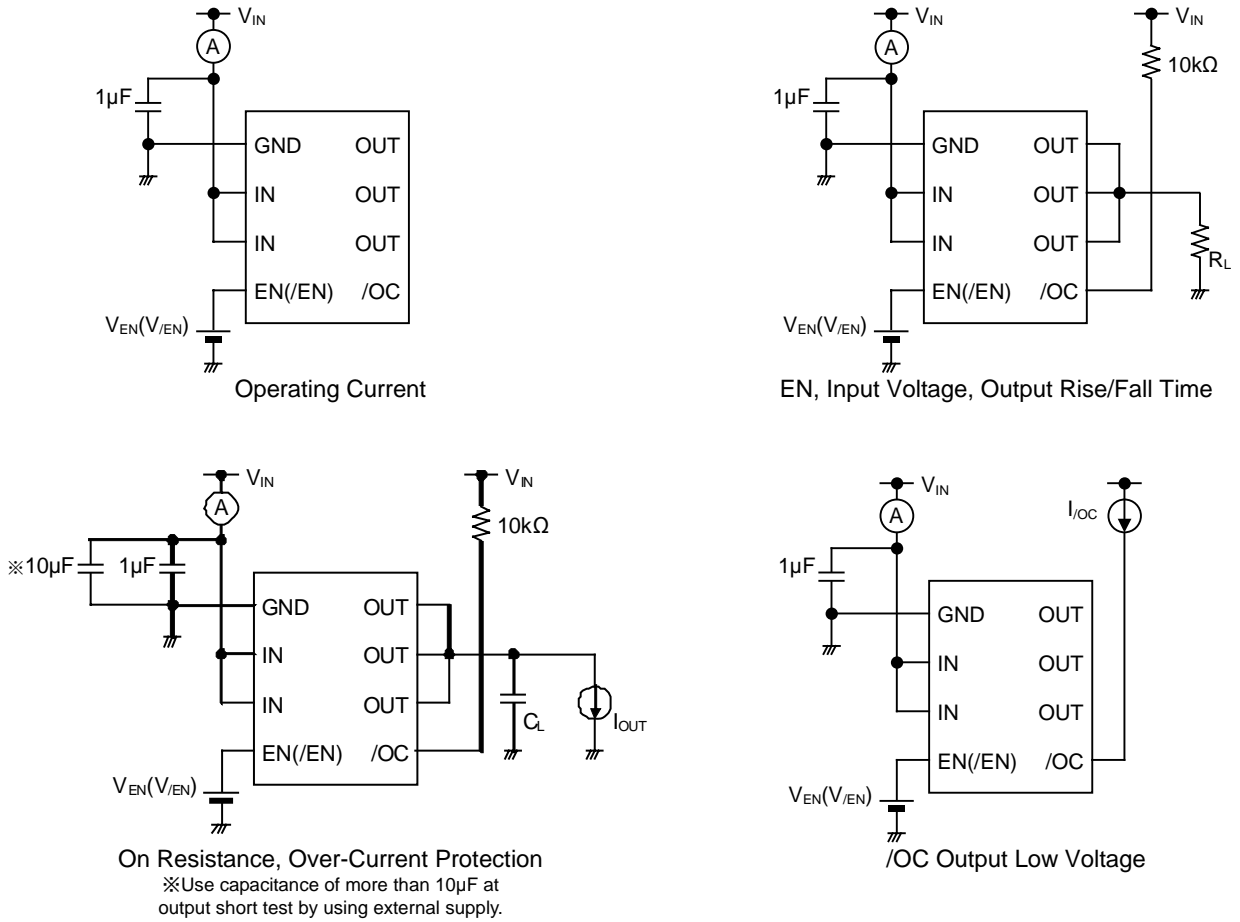 V_IN
A
1µF
GND OUT
IN OUT
IN OUT
EN(/EN) /OC
V_EN(V_/EN)
Operating Current
V_IN V_IN
A
10kΩ
1µF
GND OUT
IN OUT
IN OUT
R_L
EN(/EN) /OC
V_EN(V_/EN)
EN, Input Voltage, Output Rise/Fall Time
V_IN V_IN
A
10kΩ
※10µF 1µF
GND OUT
IN OUT
IN OUT
C_L I_OUT
EN(/EN) /OC
V_EN(V_/EN)
On Resistance, Over-Current Protection
※Use capacitance of more than 10µF at
output short test by using external supply.
V_IN
I_/OC
A
1µF
GND OUT
IN OUT
IN OUT
EN(/EN) /OC
V_EN(V_/EN)
/OC Output Low Voltage